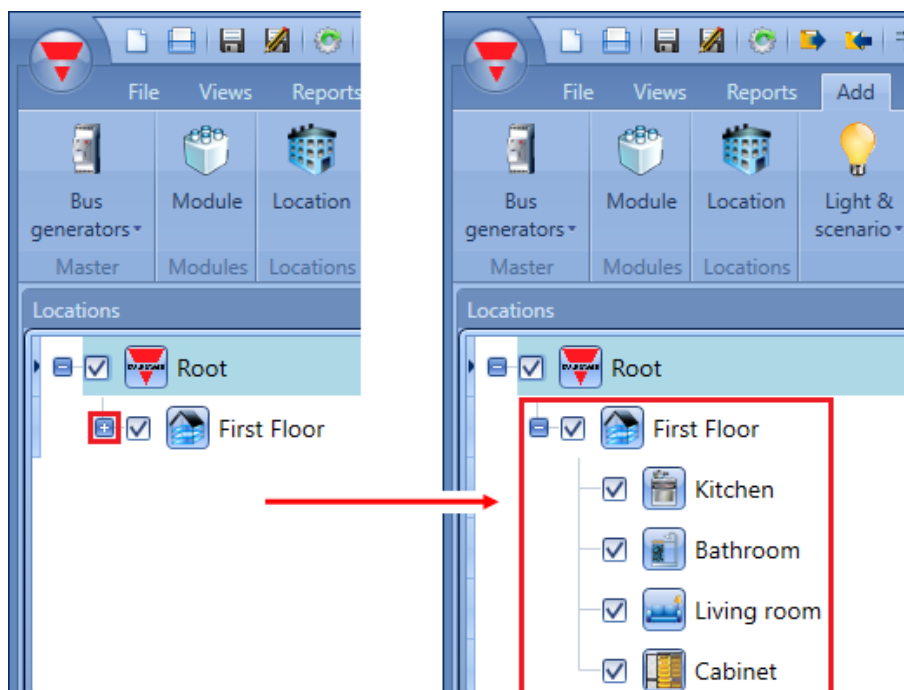 File Views Reports
Bus generators
Module
Location
Master Modules Locations
Locations
Root
First Floor
File Views Reports Add
Bus generators
Module
Location
Light & scenario
Master Modules Locations
Locations
Root
First Floor
Kitchen
Bathroom
Living room
Cabinet